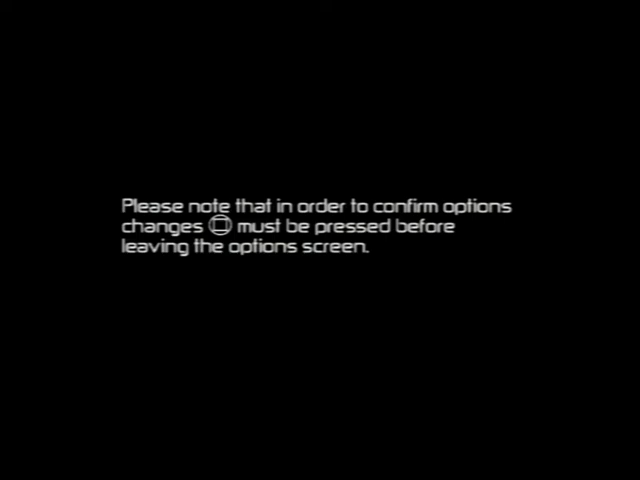 Please note that in order to confirm options
changes ⊡ must be pressed before
leaving the options screen.